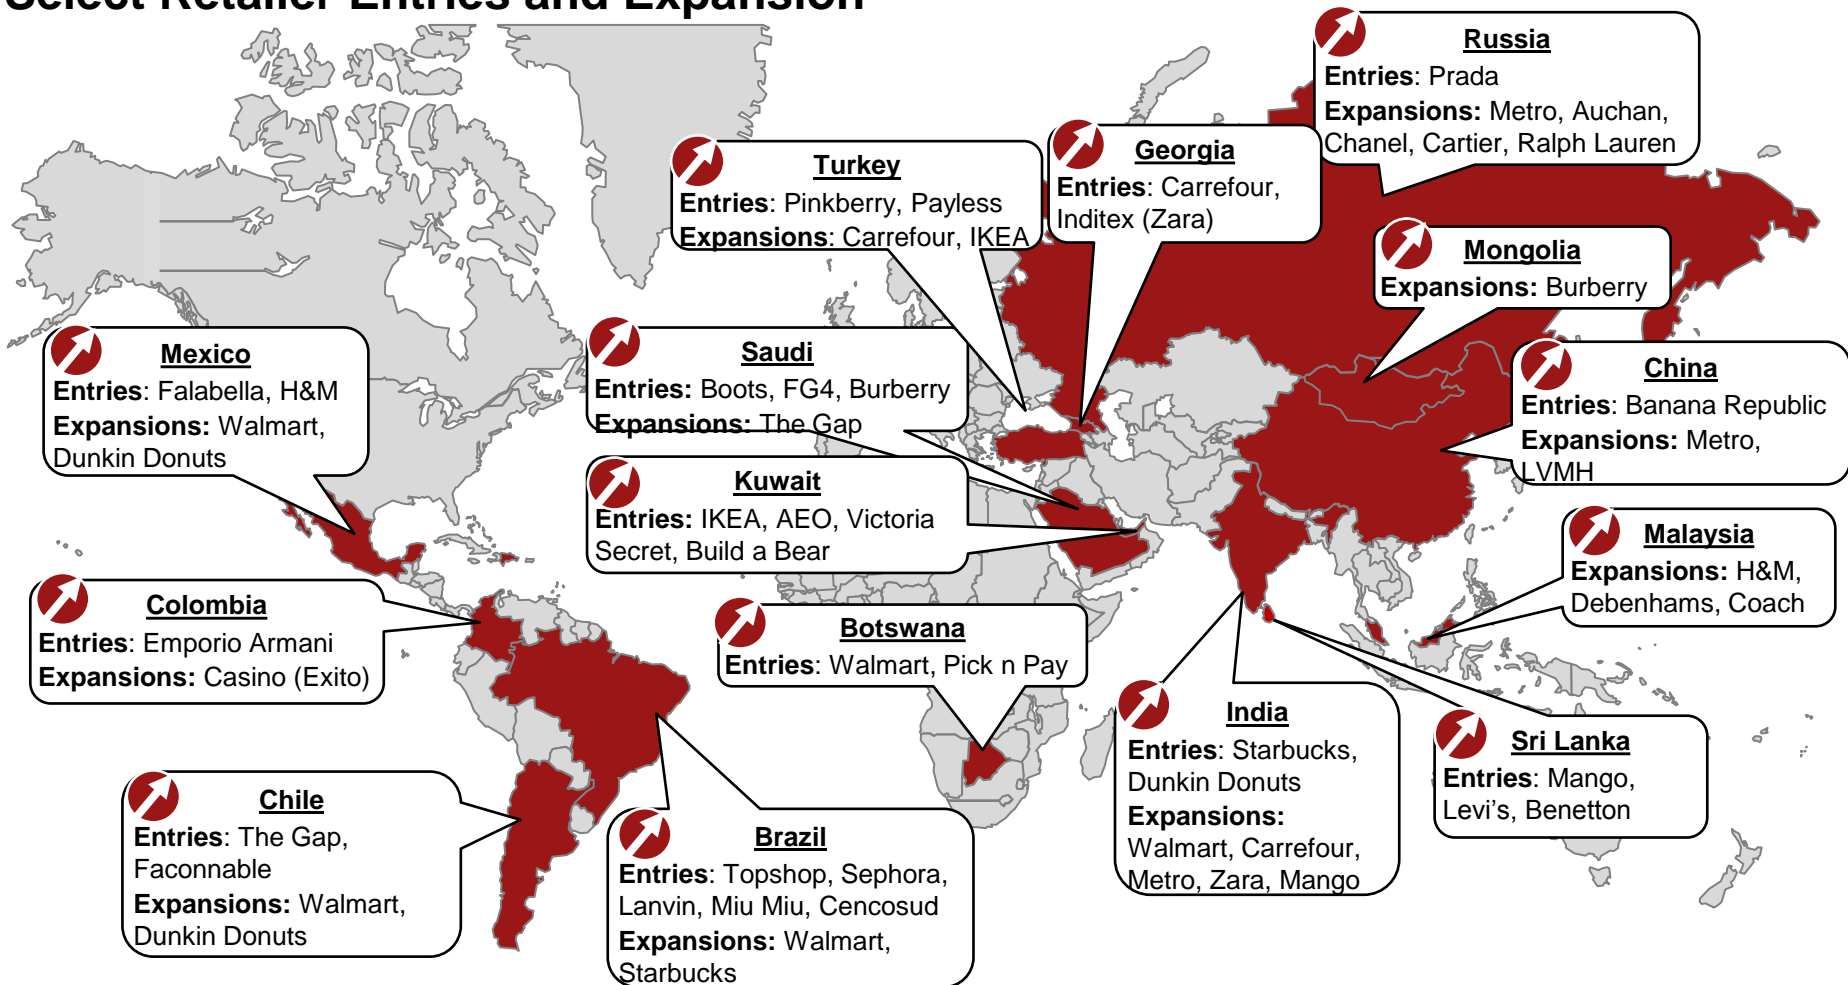 Select Retailer Entries and Expansion
Russia
Entries: Prada
Expansions: Metro, Auchan,
Chanel, Cartier, Ralph Lauren
Turkey
Entries: Pinkberry, Payless
Expansions: Carrefour, IKEA
Georgia
Entries: Carrefour,
Inditex (Zara)
Mongolia
Expansions: Burberry
Mexico
Entries: Falabella, H&M
Expansions: Walmart,
Dunkin Donuts
Saudi
Entries: Boots, FG4, Burberry
Expansions: The Gap
China
Entries: Banana Republic
Expansions: Metro,
LVMH
Kuwait
Entries: IKEA, AEO, Victoria
Secret, Build a Bear
Malaysia
Expansions: H&M,
Debenhams, Coach
Colombia
Entries: Emporio Armani
Expansions: Casino (Exito)
Botswana
Entries: Walmart, Pick n Pay
India
Entries: Starbucks,
Dunkin Donuts
Expansions:
Walmart, Carrefour,
Metro, Zara, Mango
Sri Lanka
Entries: Mango,
Levi’s, Benetton
Chile
Entries: The Gap,
Faconnable
Expansions: Walmart,
Dunkin Donuts
Brazil
Entries: Topshop, Sephora,
Lanvin, Miu Miu, Cencosud
Expansions: Walmart,
Starbucks